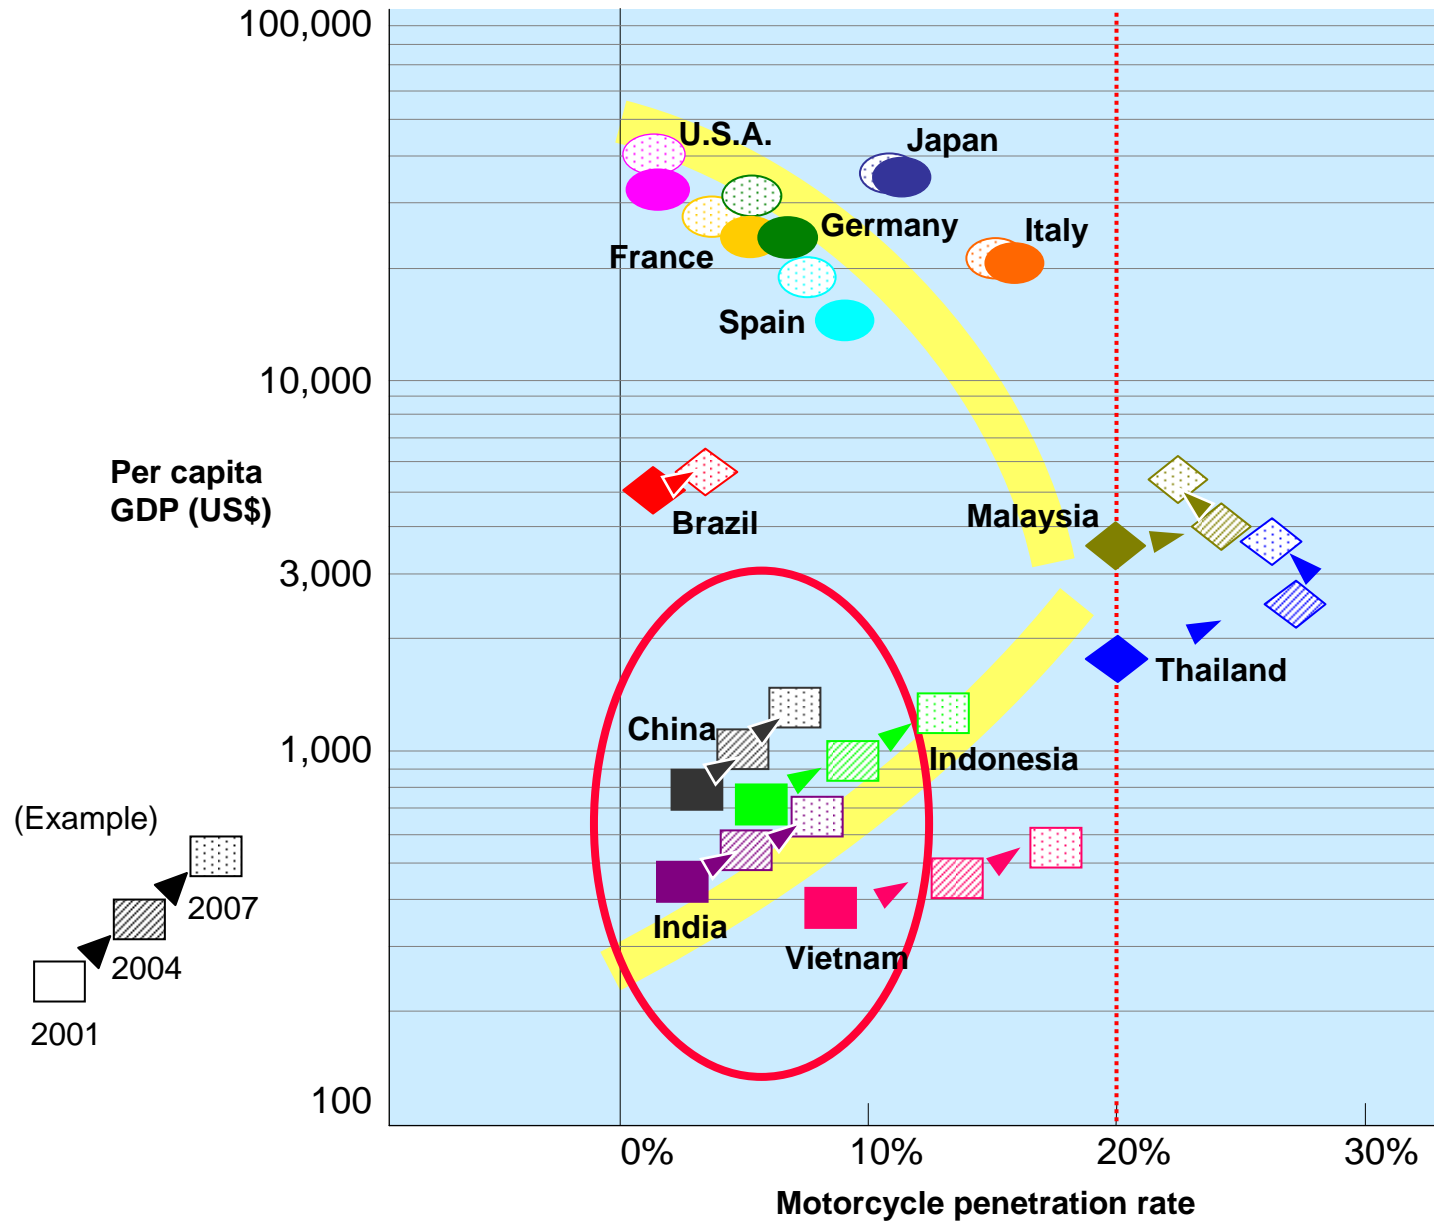 100,000
U.S.A.
Japan
Germany
Italy
France
Spain
10,000
Per capita
GDP (US$)
Brazil
Malaysia
3,000
Thailand
China
1,000
Indonesia
(Example)
2007
India
2004
Vietnam
2001
100
0%
10%
20%
30%
Motorcycle penetration rate